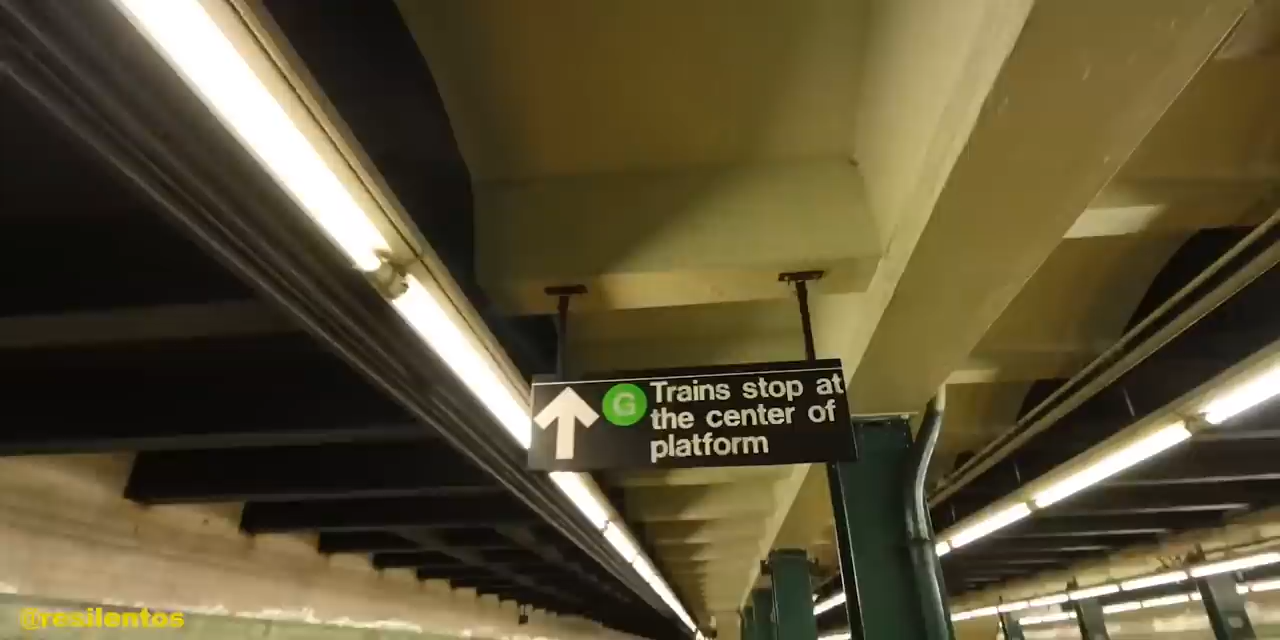 G Trains stop at
the center of
platform
@resilentos